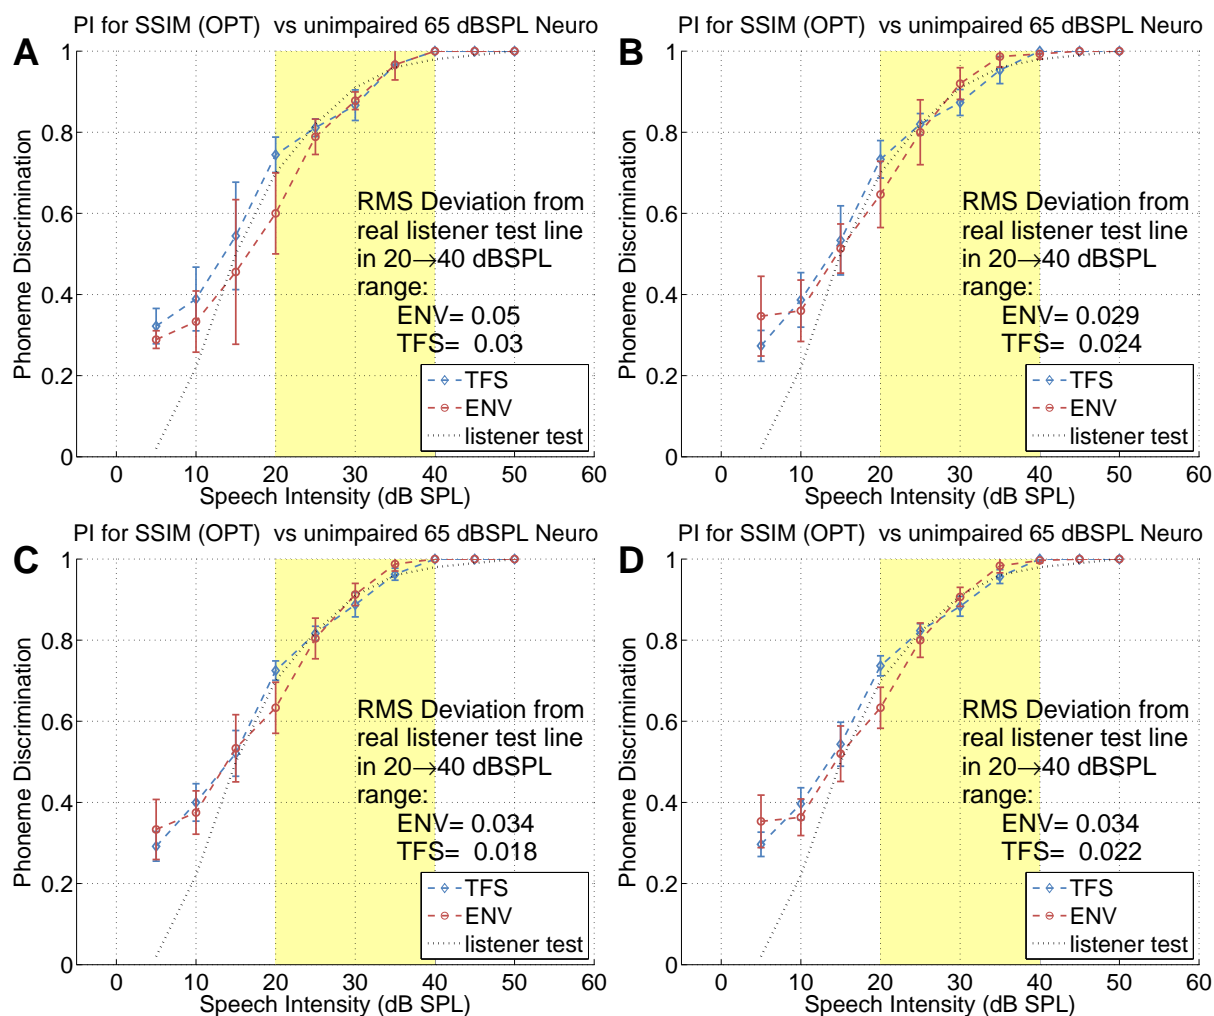 A
PI for SSIM (OPT)  vs unimpaired 65 dBSPL Neuro
Phoneme Discrimination
1
0.8
0.6
0.4
0.2
0
RMS Deviation from
real listener test line
in 20→40 dBSPL
range:
ENV= 0.05
TFS=  0.03
TFS
ENV
listener test
0 10 20 30 40 50 60
Speech Intensity (dB SPL)
B
PI for SSIM (OPT)  vs unimpaired 65 dBSPL Neuro
Phoneme Discrimination
1
0.8
0.6
0.4
0.2
0
RMS Deviation from
real listener test line
in 20→40 dBSPL
range:
ENV= 0.029
TFS=  0.024
TFS
ENV
listener test
0 10 20 30 40 50 60
Speech Intensity (dB SPL)
C
PI for SSIM (OPT)  vs unimpaired 65 dBSPL Neuro
Phoneme Discrimination
1
0.8
0.6
0.4
0.2
0
RMS Deviation from
real listener test line
in 20→40 dBSPL
range:
ENV= 0.034
TFS=  0.018
TFS
ENV
listener test
0 10 20 30 40 50 60
Speech Intensity (dB SPL)
D
PI for SSIM (OPT)  vs unimpaired 65 dBSPL Neuro
Phoneme Discrimination
1
0.8
0.6
0.4
0.2
0
RMS Deviation from
real listener test line
in 20→40 dBSPL
range:
ENV= 0.034
TFS=  0.022
TFS
ENV
listener test
0 10 20 30 40 50 60
Speech Intensity (dB SPL)